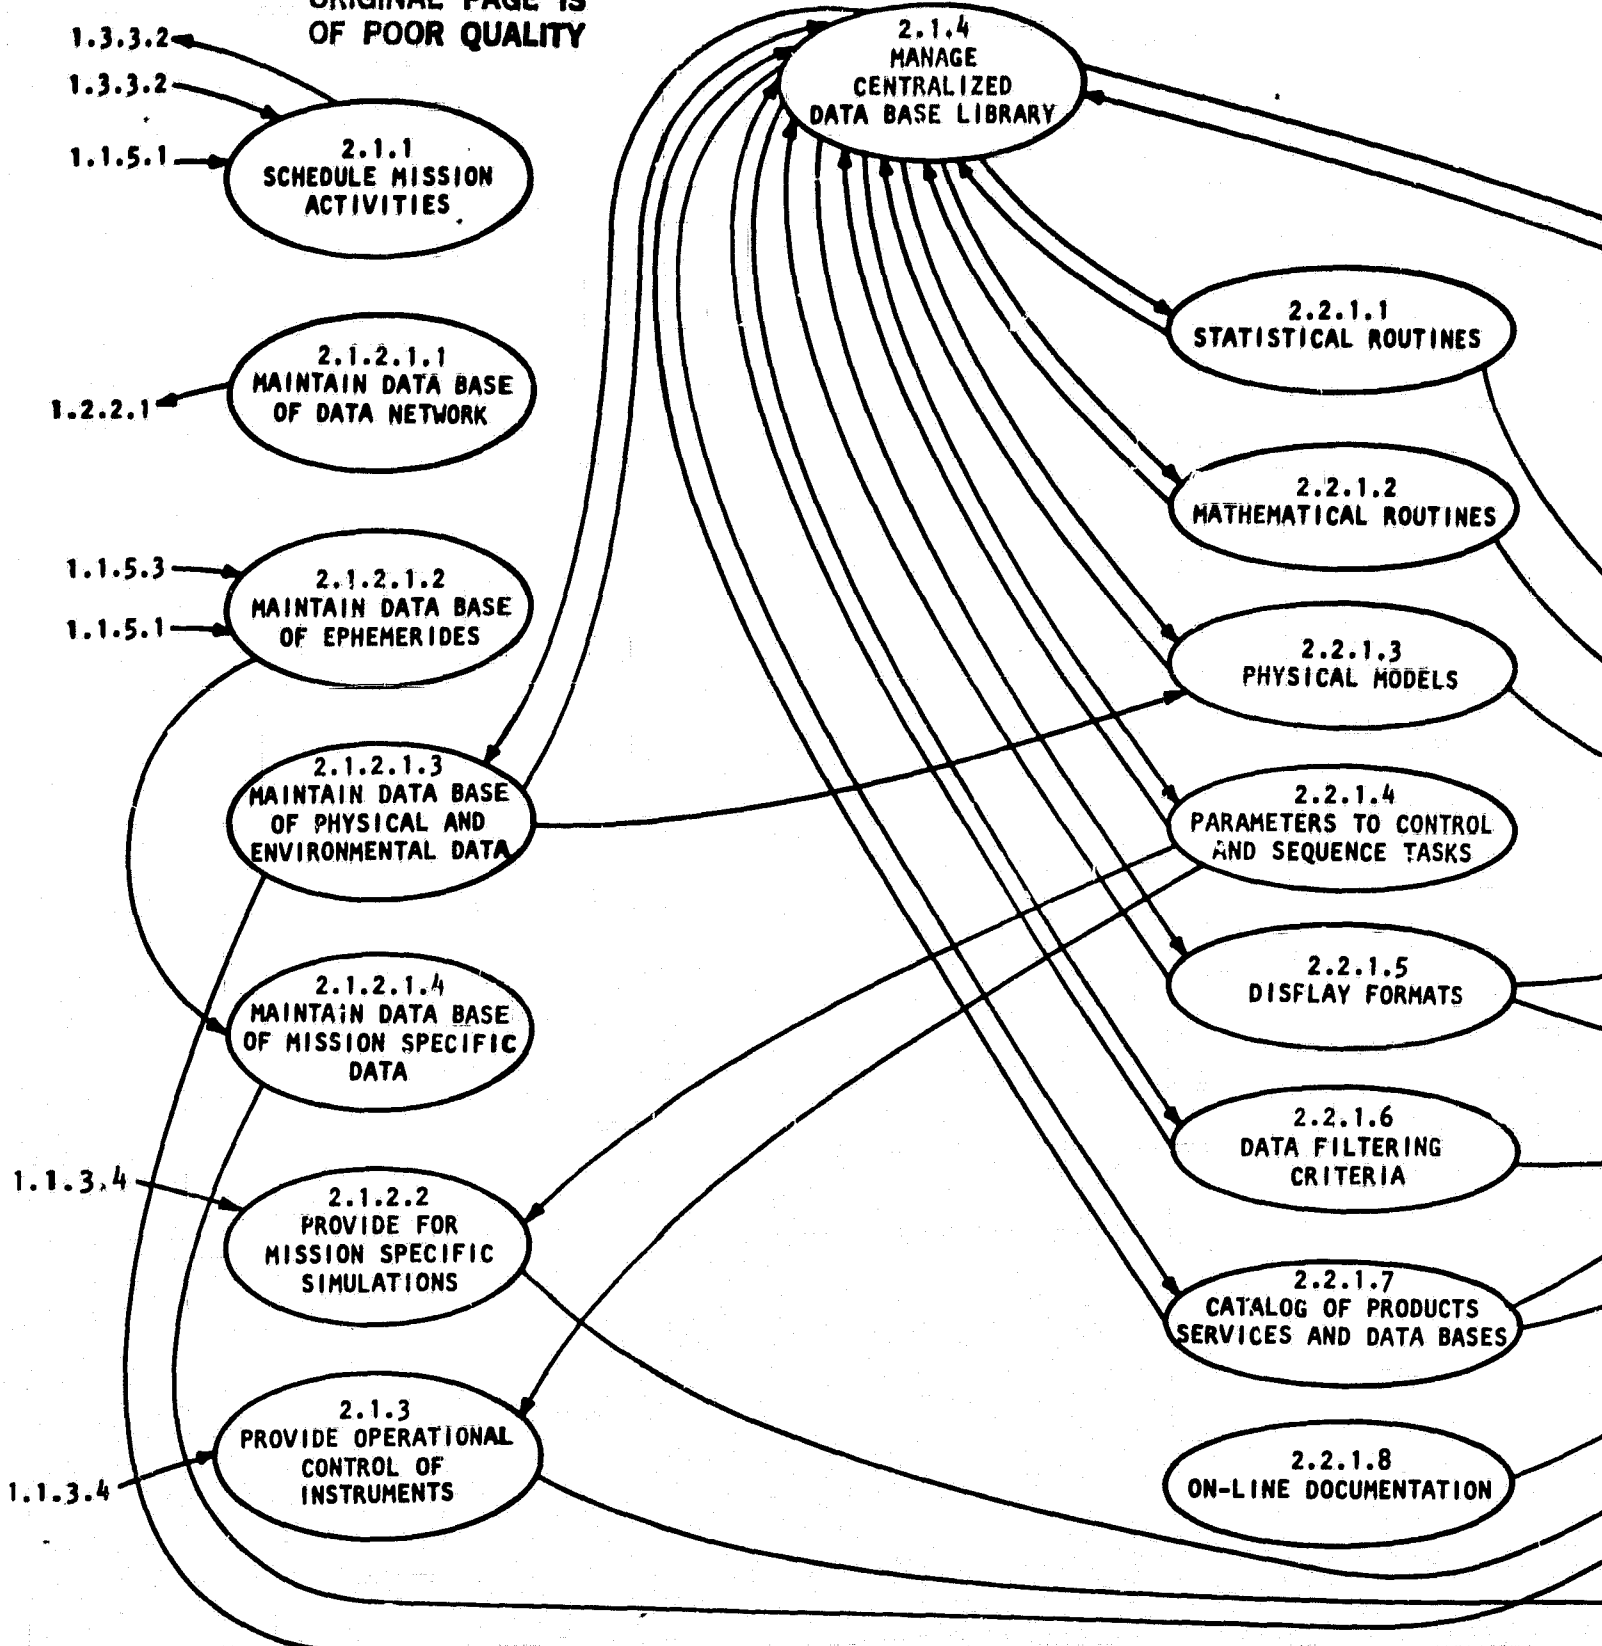 ORIGINAL PAGE IS
OF POOR QUALITY
1.3.3.2
1.3.3.2
1.1.5.1
2.1.1
SCHEDULE MISSION
ACTIVITIES
1.2.2.1
2.1.2.1.1
MAINTAIN DATA BASE
OF DATA NETWORK
1.1.5.3
1.1.5.1
2.1.2.1.2
MAINTAIN DATA BASE
OF EPHEMERIDES
2.1.2.1.3
MAINTAIN DATA BASE
OF PHYSICAL AND
ENVIRONMENTAL DATA
2.1.2.1.4
MAINTAIN DATA BASE
OF MISSION SPECIFIC
DATA
1.1.3.4
2.1.2.2
PROVIDE FOR
MISSION SPECIFIC
SIMULATIONS
1.1.3.4
2.1.3
PROVIDE OPERATIONAL
CONTROL OF
INSTRUMENTS
2.1.4
MANAGE
CENTRALIZED
DATA BASE LIBRARY
2.2.1.1
STATISTICAL ROUTINES
2.2.1.2
MATHEMATICAL ROUTINES
2.2.1.3
PHYSICAL MODELS
2.2.1.4
PARAMETERS TO CONTROL
AND SEQUENCE TASKS
2.2.1.5
DISFLAY FORMATS
2.2.1.6
DATA FILTERING
CRITERIA
2.2.1.7
CATALOG OF PRODUCTS
SERVICES AND DATA BASES
2.2.1.8
ON-LINE DOCUMENTATION